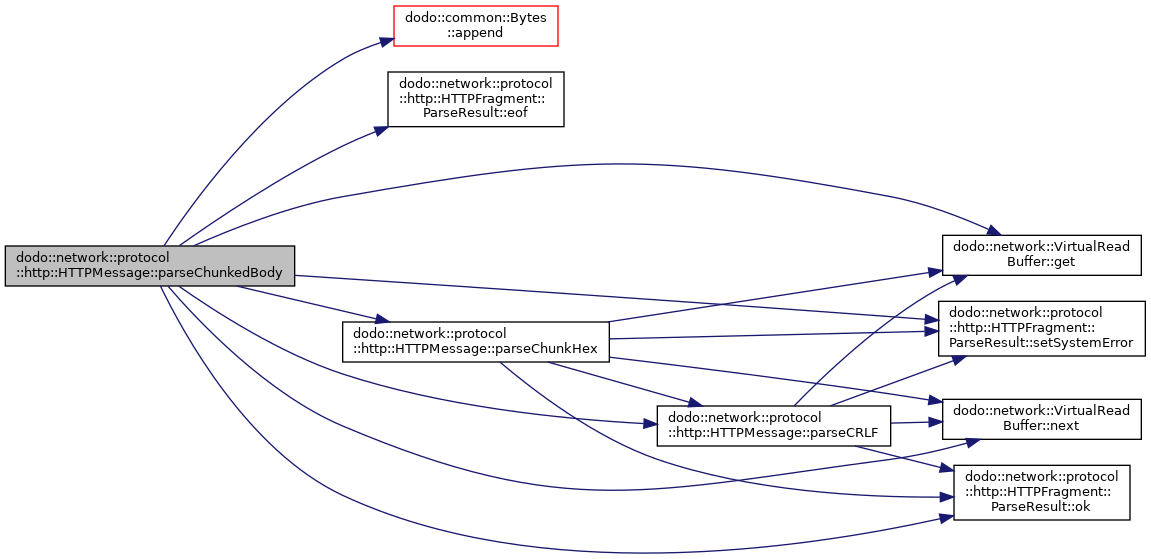 dodo::common::Bytes
::append
dodo::network::protocol
::http::HTTPFragment::
ParseResult::eof
dodo::network::protocol
::http::HTTPMessage::parseChunkedBody
dodo::network::VirtualRead
Buffer::get
dodo::network::protocol
::http::HTTPFragment::
ParseResult::setSystemError
dodo::network::protocol
::http::HTTPMessage::parseChunkHex
dodo::network::protocol
::http::HTTPMessage::parseCRLF
dodo::network::VirtualRead
Buffer::next
dodo::network::protocol
::http::HTTPFragment::
ParseResult::ok